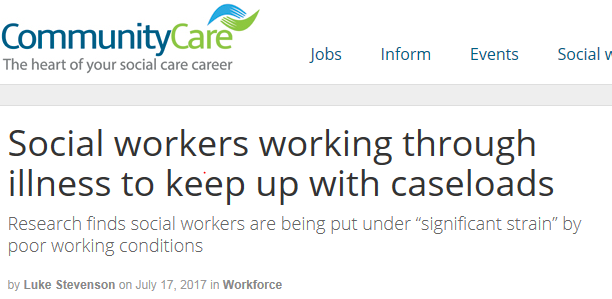 CommunityCare
The heart of your social care career
Jobs Inform Events Social w
Social workers working through
illness to keep up with caseloads
Research finds social workers are being put under “significant strain” by
poor working conditions
by Luke Stevenson on July 17, 2017 in Workforce